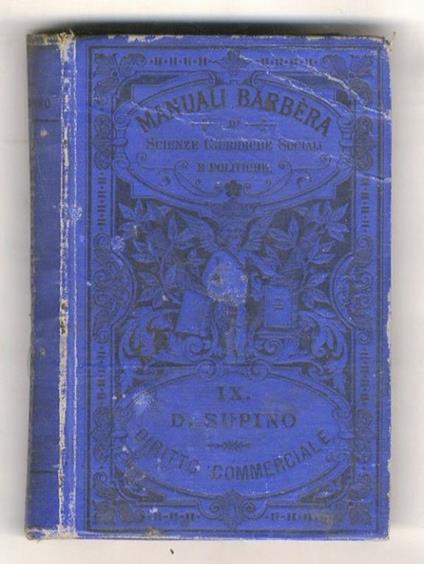 MANUALI BARBÈRA
DI
SCIENZE GIURIDICHE SOCIALI
E POLITICHE
IX.
D. SUPINO
DIRITTO COMMERCIALE